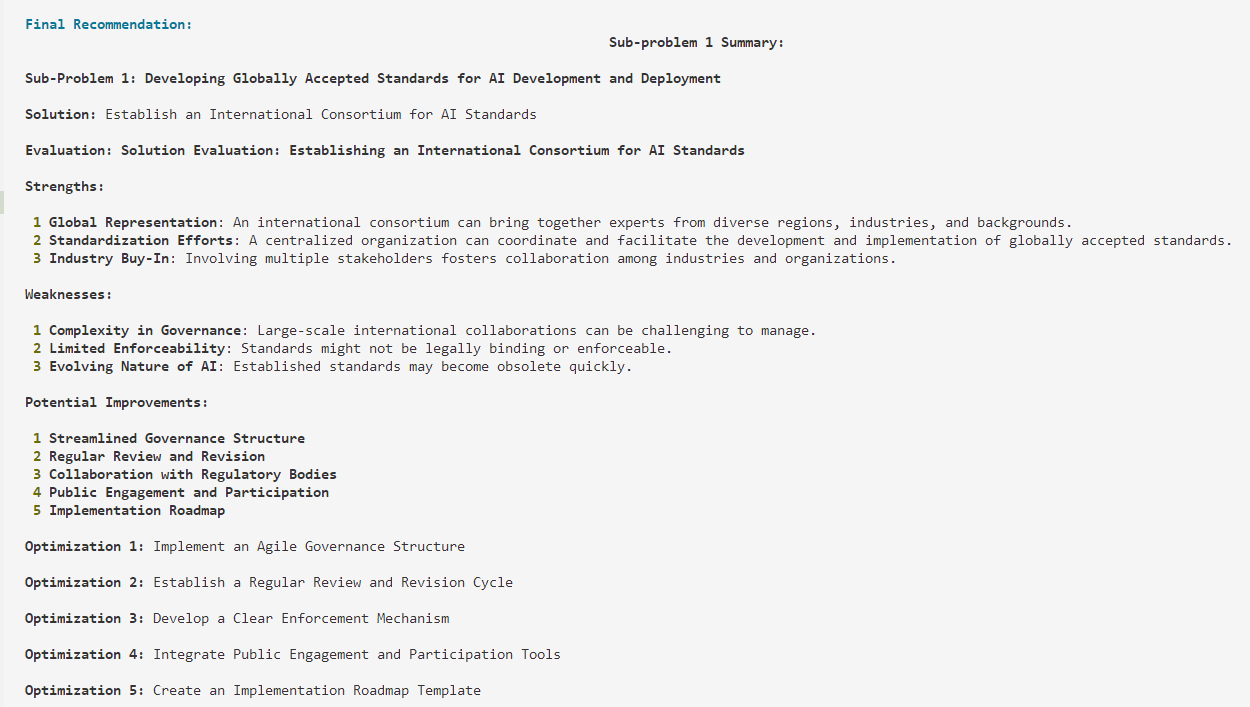 Final Recommendation:
Sub-problem 1 Summary:
Sub-Problem 1: Developing Globally Accepted Standards for AI Development and Deployment
Solution: Establish an International Consortium for AI Standards
Evaluation: Solution Evaluation: Establishing an International Consortium for AI Standards
Strengths:
1 Global Representation: An international consortium can bring together experts from diverse regions, industries, and backgrounds.
2 Standardization Efforts: A centralized organization can coordinate and facilitate the development and implementation of globally accepted standards.
3 Industry Buy-In: Involving multiple stakeholders fosters collaboration among industries and organizations.
Weaknesses:
1 Complexity in Governance: Large-scale international collaborations can be challenging to manage.
2 Limited Enforceability: Standards might not be legally binding or enforceable.
3 Evolving Nature of AI: Established standards may become obsolete quickly.
Potential Improvements:
1 Streamlined Governance Structure
2 Regular Review and Revision
3 Collaboration with Regulatory Bodies
4 Public Engagement and Participation
5 Implementation Roadmap
Optimization 1: Implement an Agile Governance Structure
Optimization 2: Establish a Regular Review and Revision Cycle
Optimization 3: Develop a Clear Enforcement Mechanism
Optimization 4: Integrate Public Engagement and Participation Tools
Optimization 5: Create an Implementation Roadmap Template